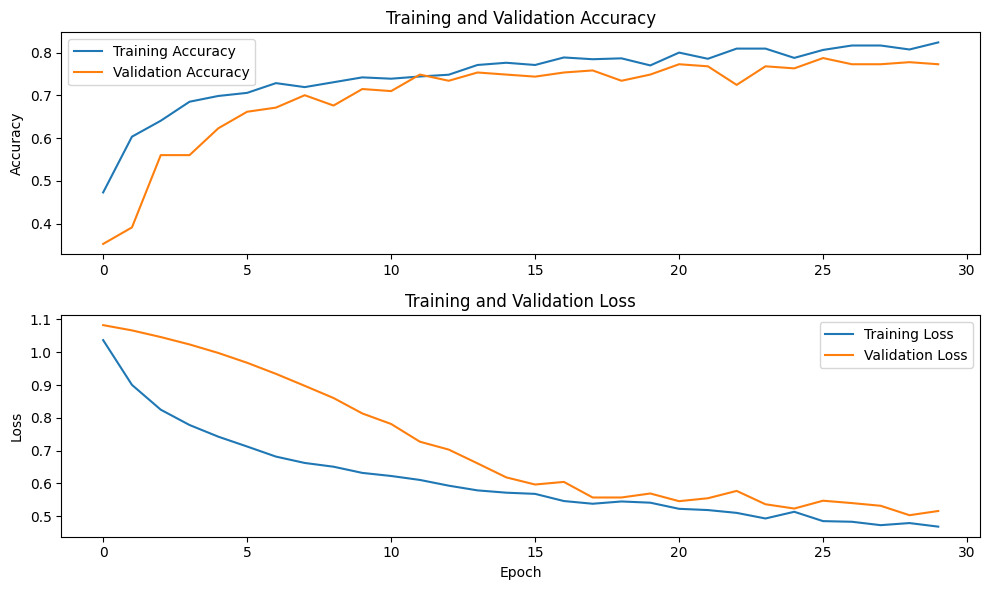 Training and Validation Accuracy
Training Accuracy
Validation Accuracy
Accuracy
0.8
0.7
0.6
0.5
0.4
0 5 10 15 20 25 30
Training and Validation Loss
Training Loss
Validation Loss
Loss
1.1
1.0
0.9
0.8
0.7
0.6
0.5
0 5 10 15 20 25 30
Epoch